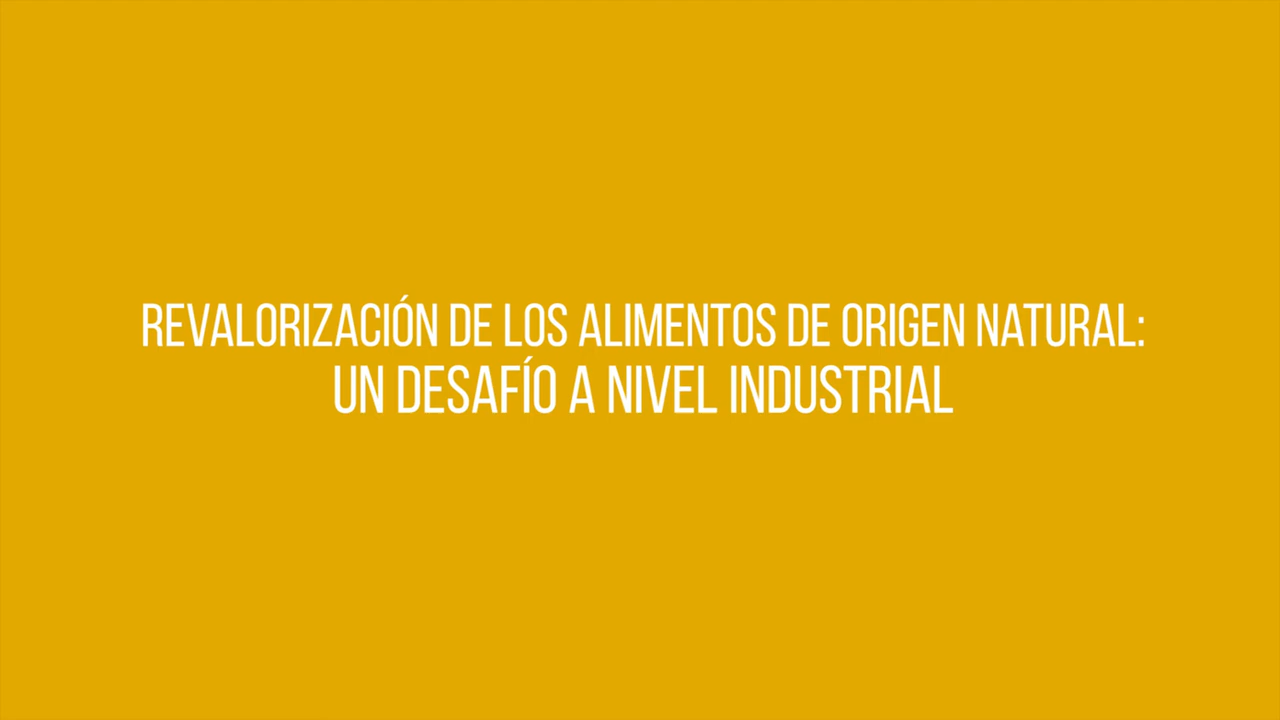 REVALORIZACIÓN DE LOS ALIMENTOS DE ORIGEN NATURAL:
UN DESAFÍO A NIVEL INDUSTRIAL